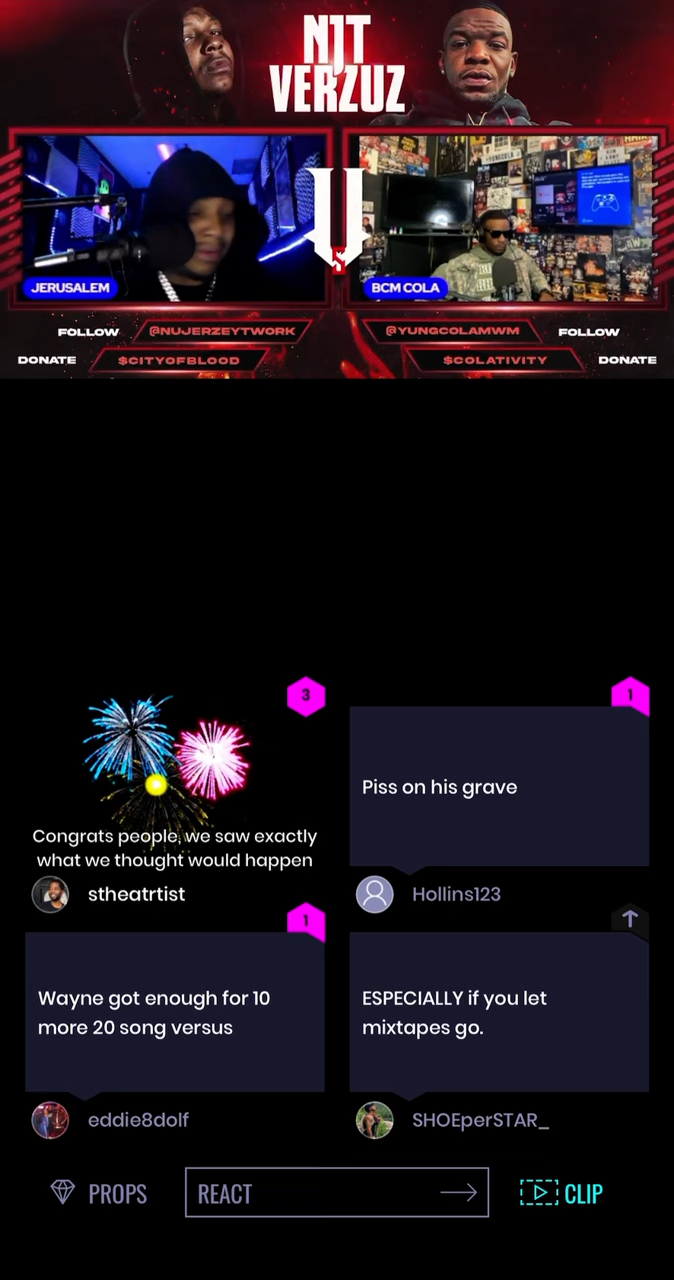 NJT
VERZUZ
JERUSALEM
BCM COLA
FOLLOW @NUJERZEYTWORK
@YUNGCOLAMWM FOLLOW
DONATE $CITYOFBLOOD
$COLATIVITY DONATE
3
Congrats people, we saw exactly
what we thought would happen
stheatrtist
1
Piss on his grave
Hollins123
1
Wayne got enough for 10
more 20 song versus
eddie8dolf
ESPECIALLY if you let
mixtapes go.
SHOEperSTAR_
PROPS
REACT
CLIP